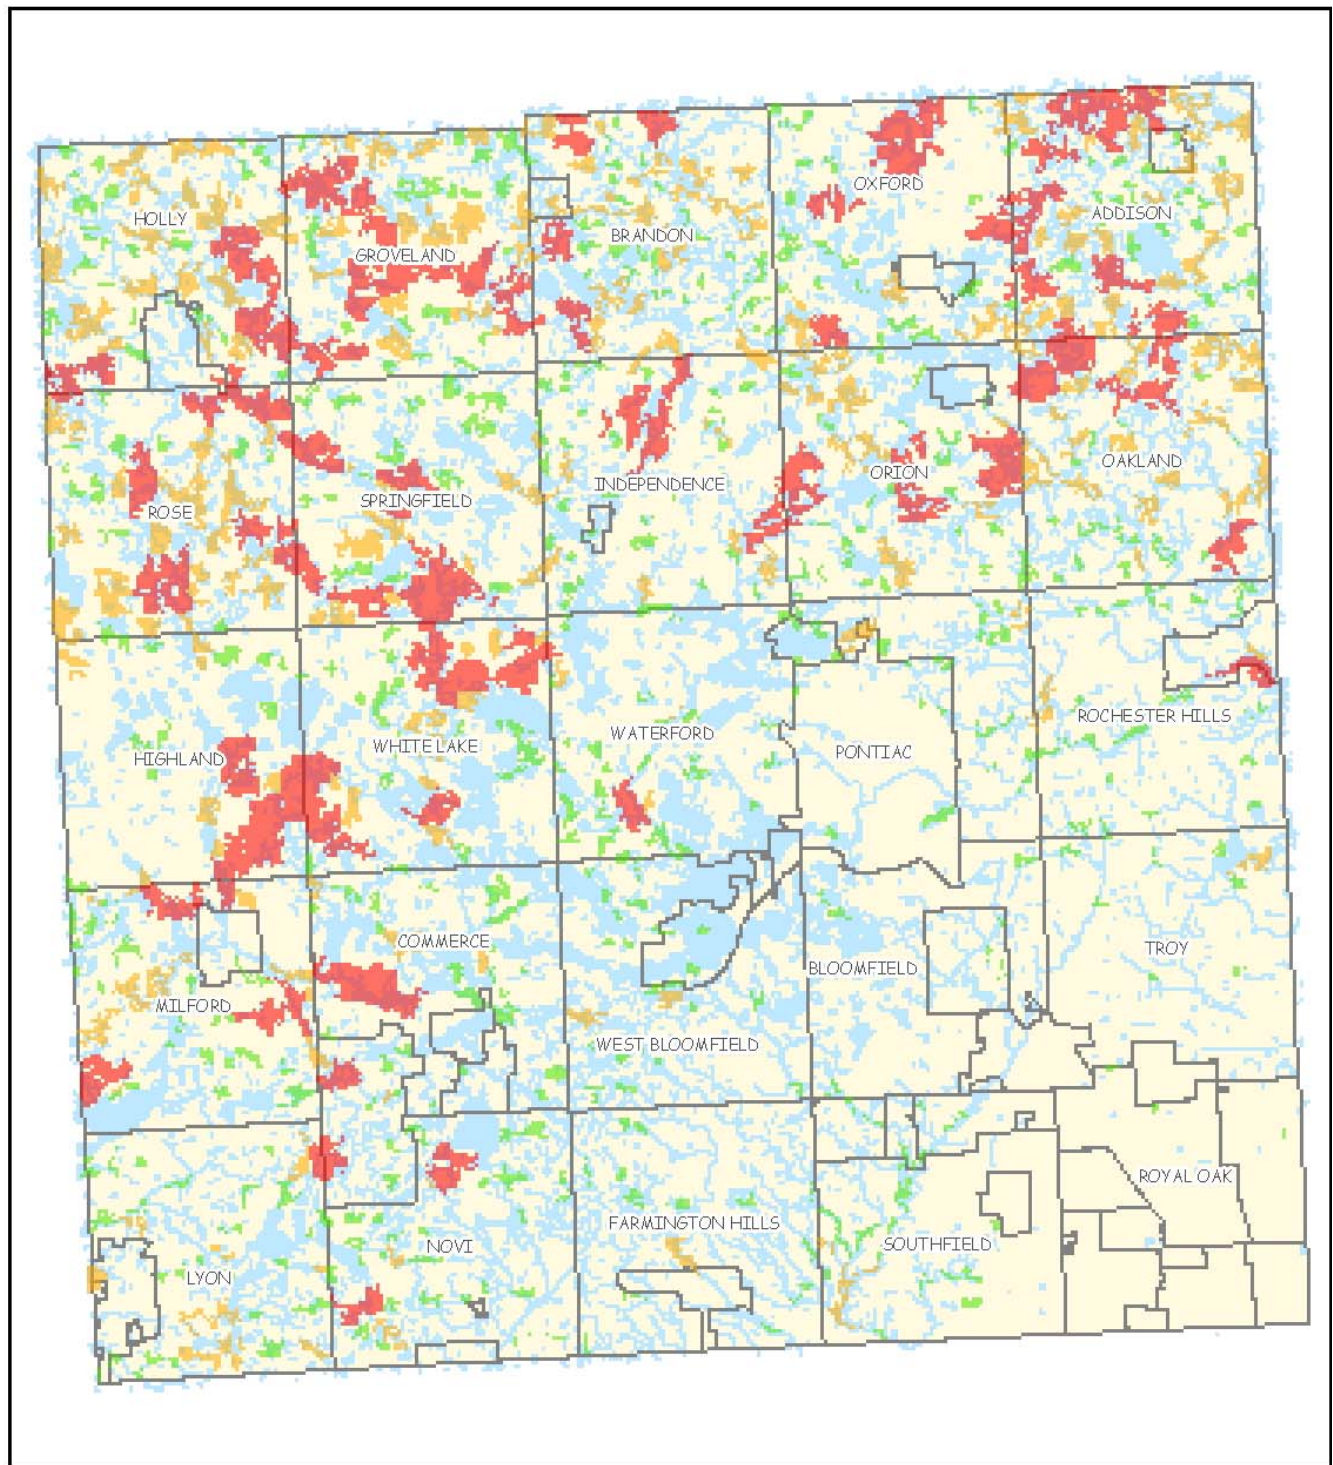 HOLLY
GROVELAND
BRANDON
OXFORD
ADDISON
ROSE
SPRINGFIELD
INDEPENDENCE
ORION
OAKLAND
HIGHLAND
WHITE LAKE
WATERFORD
PONTIAC
ROCHESTER HILLS
MILFORD
COMMERCE
WEST BLOOMFIELD
BLOOMFIELD
TROY
LYON
NOVI
FARMINGTON HILLS
SOUTHFIELD
ROYAL OAK